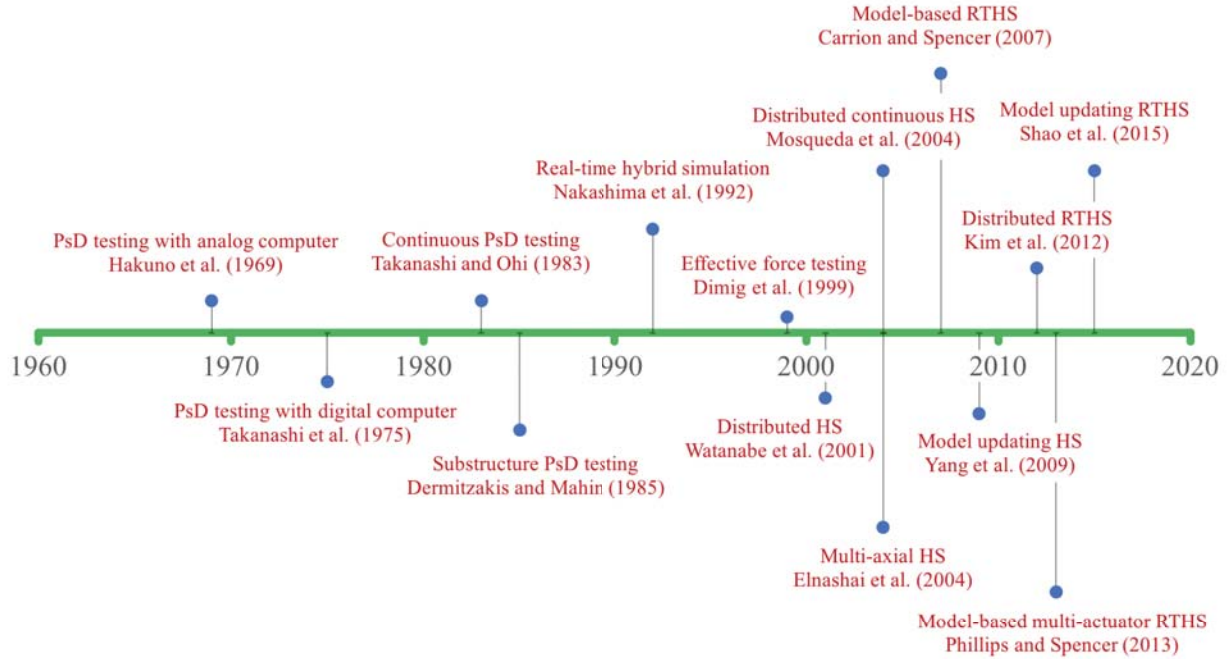 Model-based RTHS
Carrion and Spencer (2007)
Distributed continuous HS
Mosqueda et al. (2004)
Model updating RTHS
Shao et al. (2015)
Real-time hybrid simulation
Nakashima et al. (1992)
Distributed RTHS
Kim et al. (2012)
PsD testing with analog computer
Hakuno et al. (1969)
Continuous PsD testing
Takanashi and Ohi (1983)
Effective force testing
Dimig et al. (1999)
1960 1970 1980 1990 2000 2010 2020
PsD testing with digital computer
Takanashi et al. (1975)
Distributed HS
Watanabe et al. (2001)
Model updating HS
Yang et al. (2009)
Substructure PsD testing
Dermitzakis and Mahin (1985)
Multi-axial HS
Elnashai et al. (2004)
Model-based multi-actuator RTHS
Phillips and Spencer (2013)